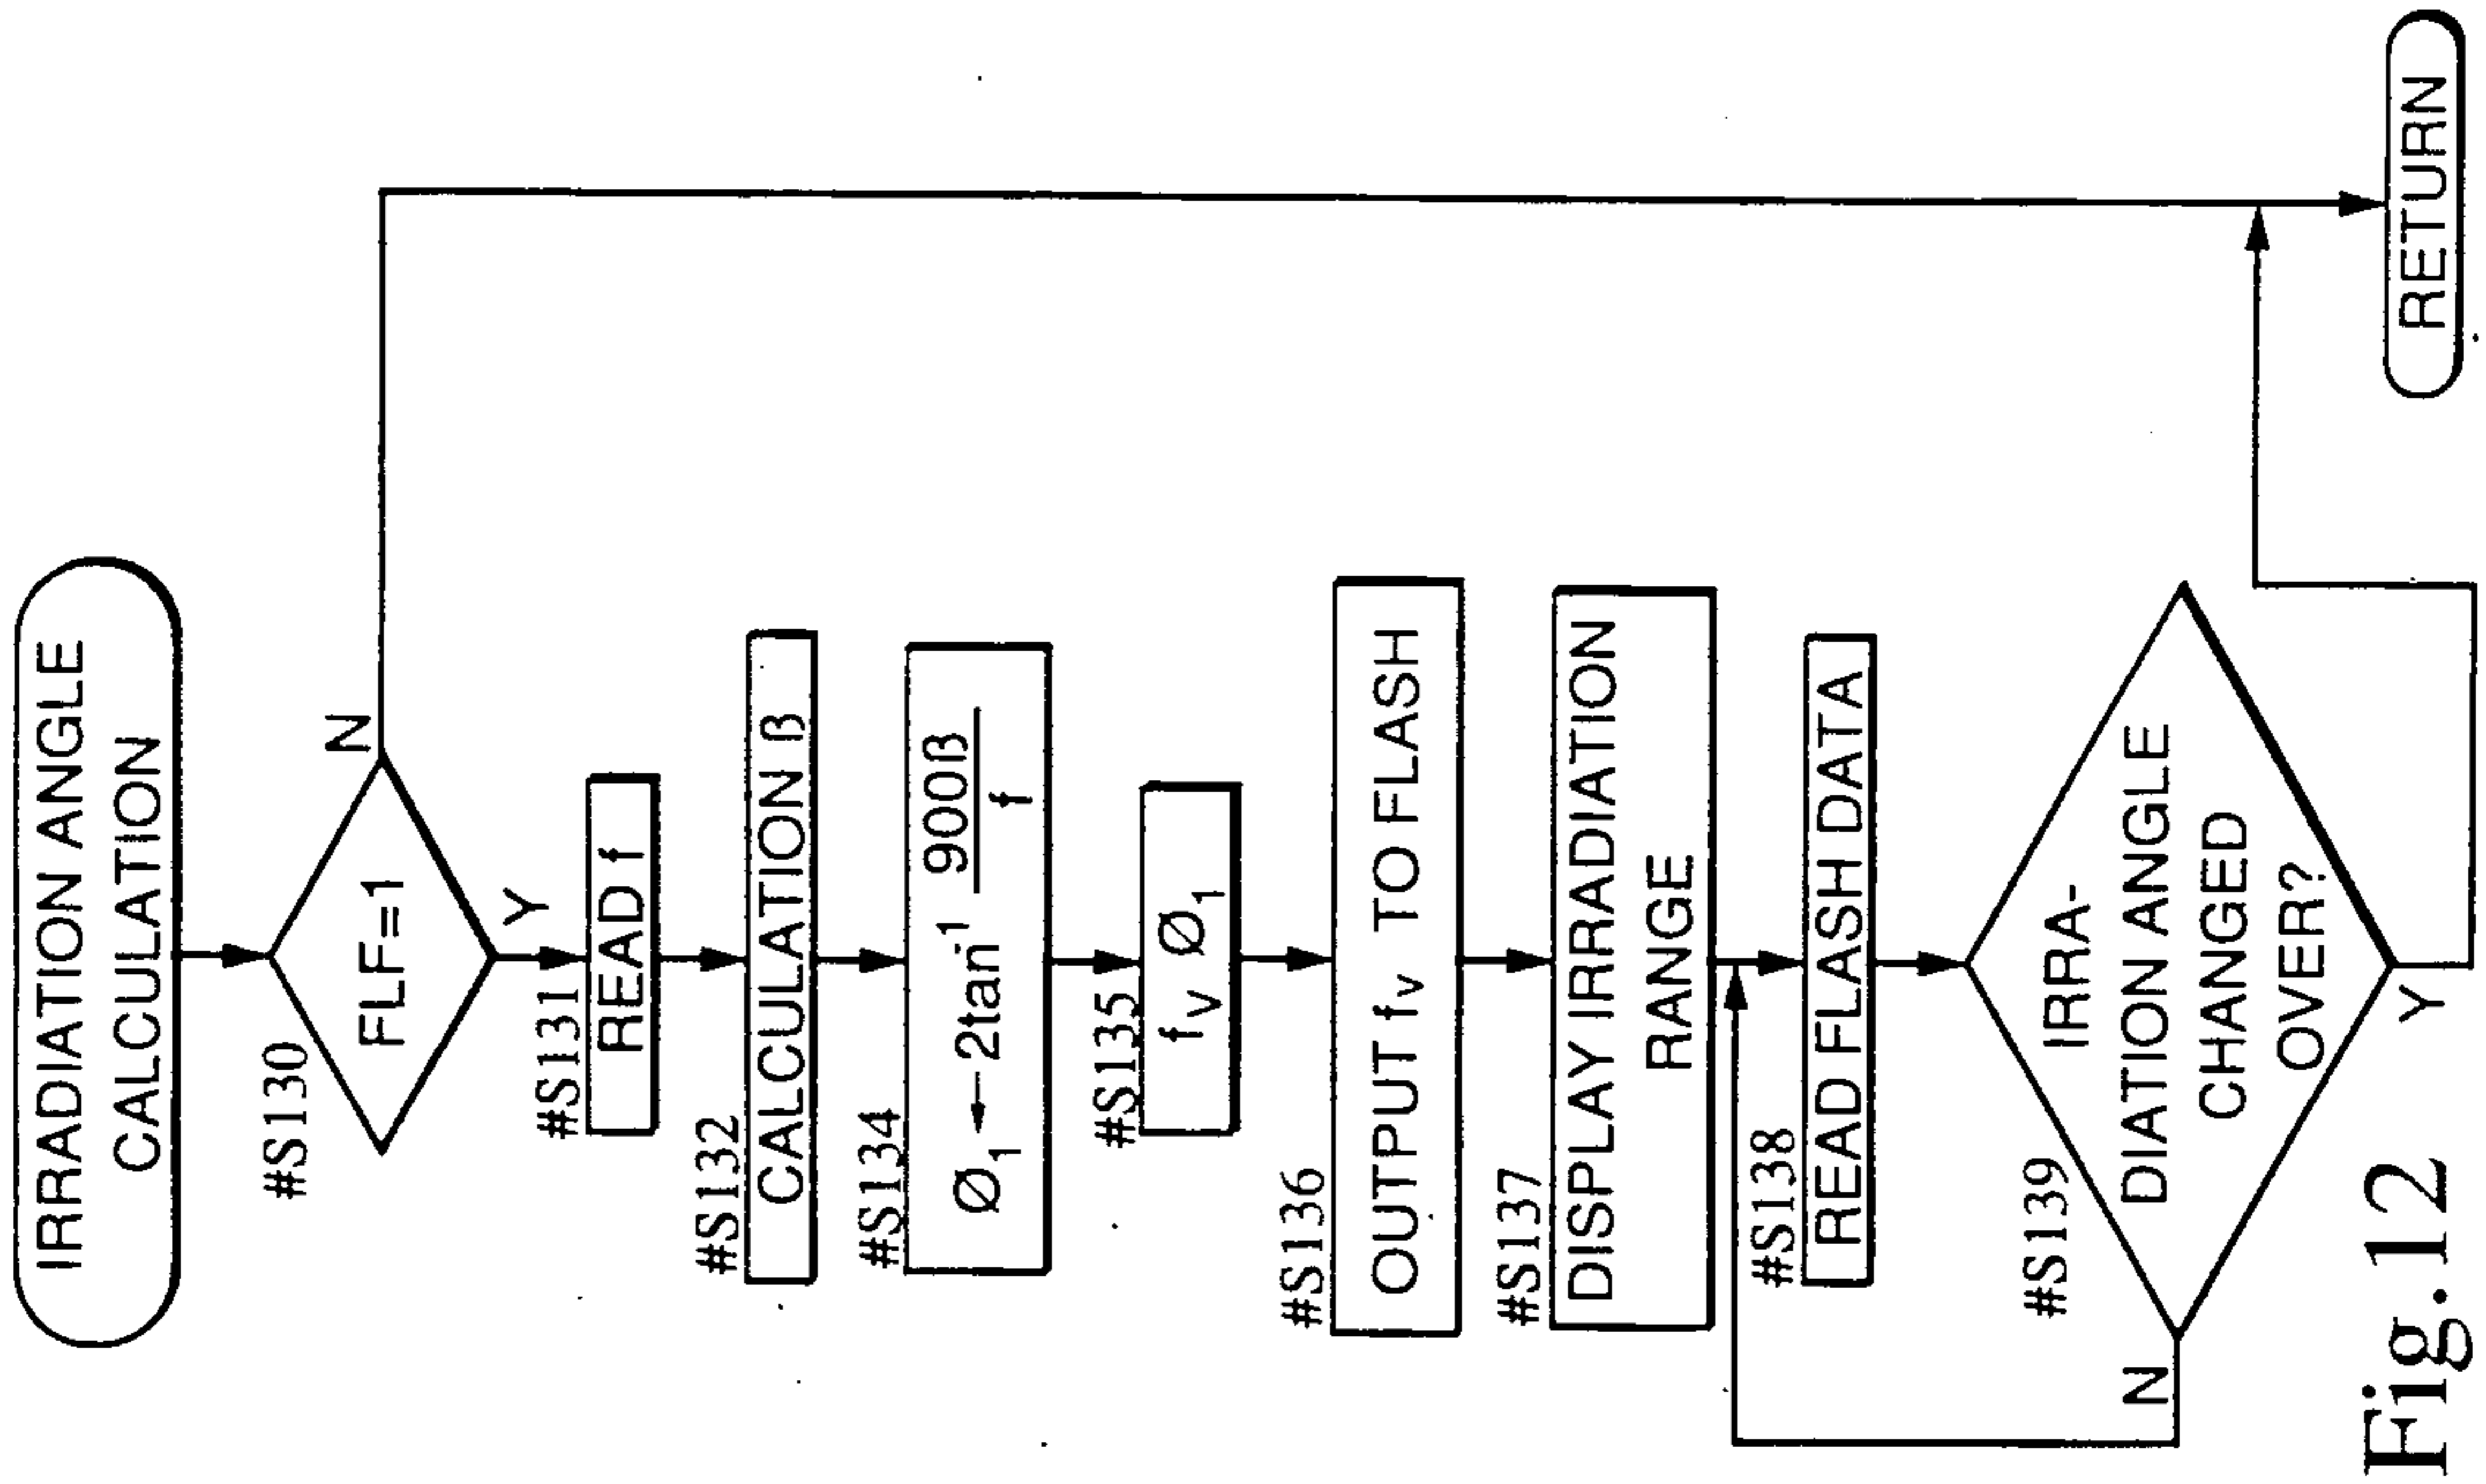 IRRADIATION ANGLE
CALCULATION
#S130
FLF=1
N
Y
#S131
READ f
#S132
CALCULATION ß
#S134
Ø₁ ← 2tan⁻¹ 900ß / f
#S135
fᵥ Ø₁
#S136
OUTPUT fᵥ TO FLASH
#S137
DISPLAY IRRADIATION
RANGE
#S138
READ FLASH DATA
#S139
IRRA-
DIATION ANGLE
CHANGED
OVER?
N
Y
RETURN
Fig.12